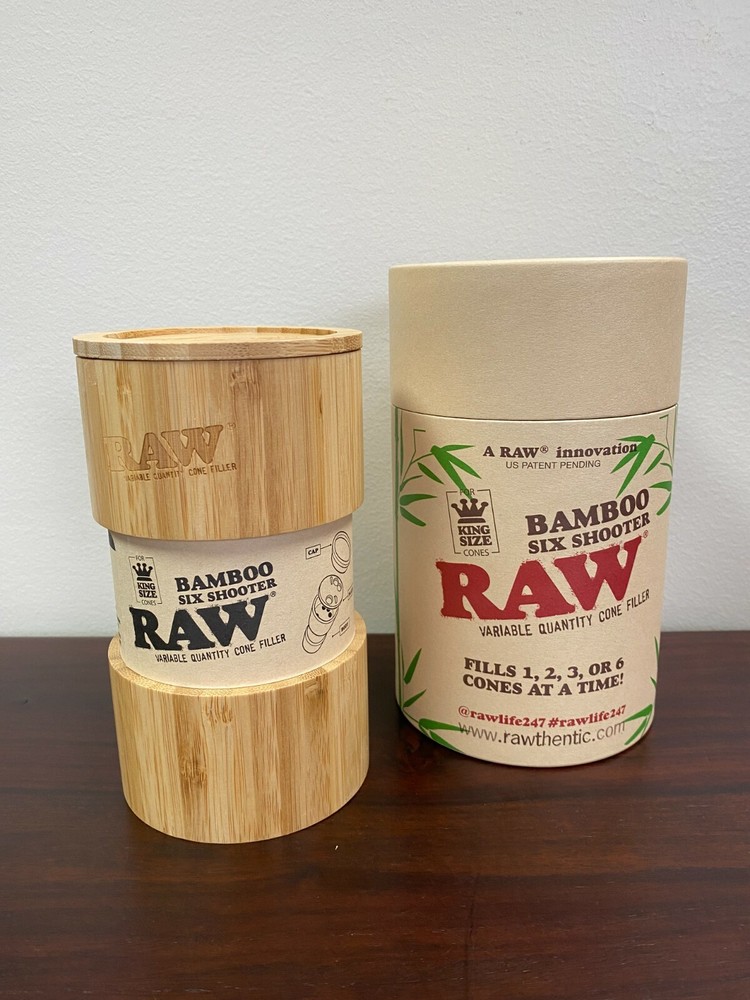 RAW®
VARIABLE QUANTITY CONE FILLER
FOR
KING
SIZE
CONES
BAMBOO
SIX SHOOTER
RAW®
VARIABLE QUANTITY CONE FILLER
CAP
A RAW® innovation
US PATENT PENDING
FOR
KING
SIZE
CONES
BAMBOO
SIX SHOOTER
RAW®
VARIABLE QUANTITY CONE FILLER
FILLS 1, 2, 3, OR 6
CONES AT A TIME!
@rawlife247 #rawlife247
www.rawthentic.com